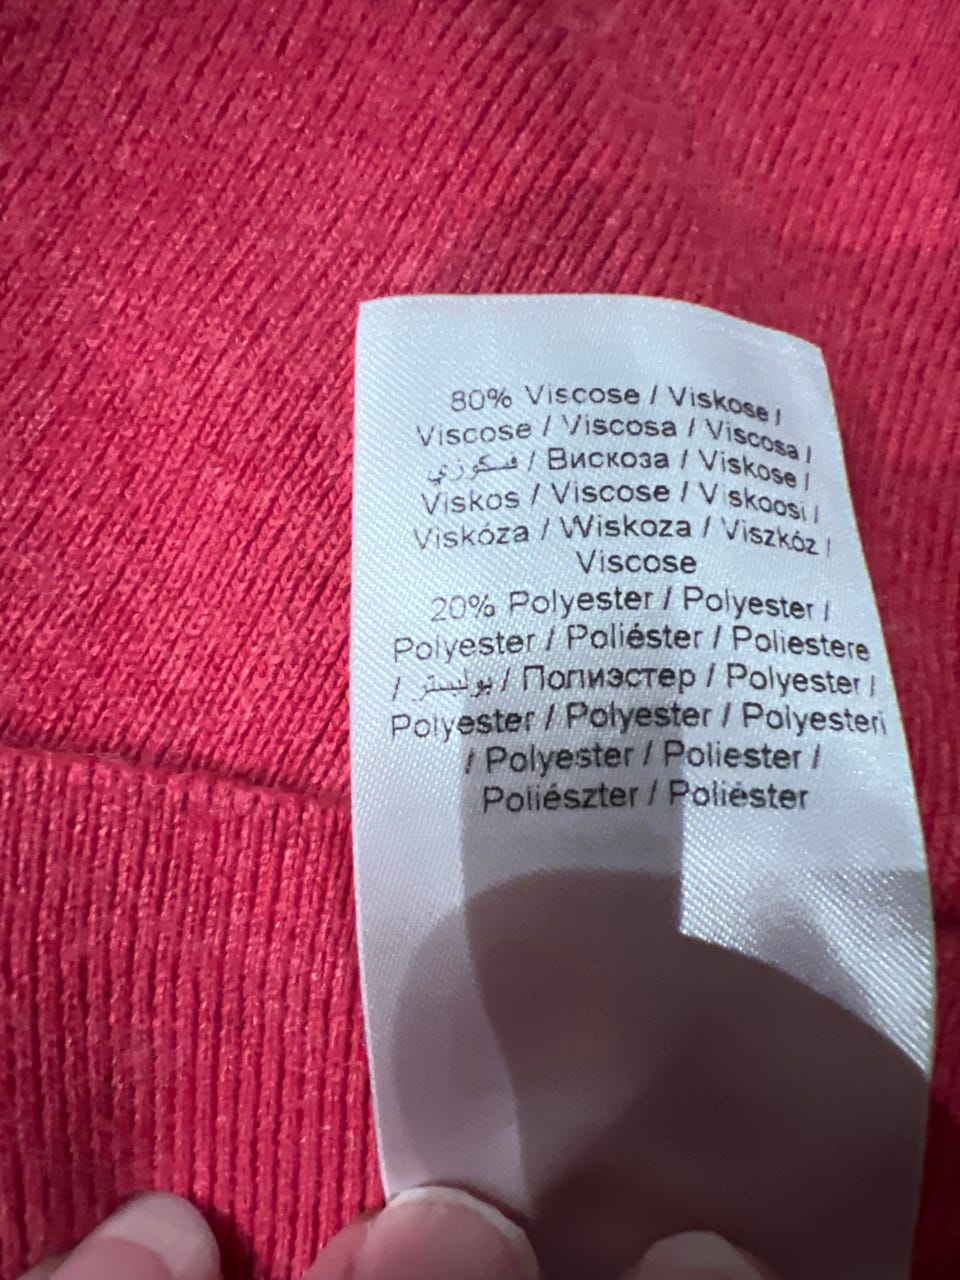 80% Viscose / Viskose /
Viscose / Viscosa / Viscosa /
فسكوزي / Вискоза / Viskose /
Viskos / Viscose / Viskoosi /
Viskóza / Wiskoza / Viszkóz /
Viscose
20% Polyester / Polyester /
Polyester / Poliéster / Poliestere
/ بوليستر / Полиэстер / Polyester /
Polyester / Polyester / Polyesteri
/ Polyester / Poliester /
Poliészter / Poliéster